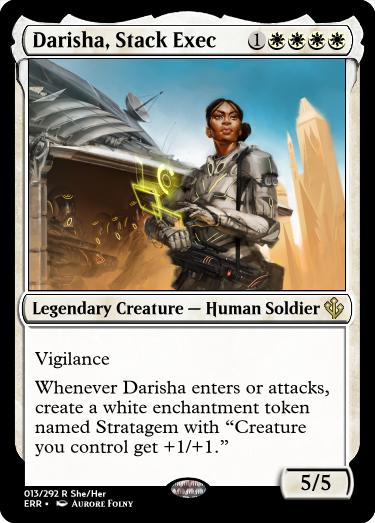 Darisha, Stack Exec 1
Legendary Creature — Human Soldier
Vigilance
Whenever Darisha enters or attacks,
create a white enchantment token
named Stratagem with “Creature
you control get +1/+1.”
5/5
013/292 R She/Her
ERR • Aurore Folny